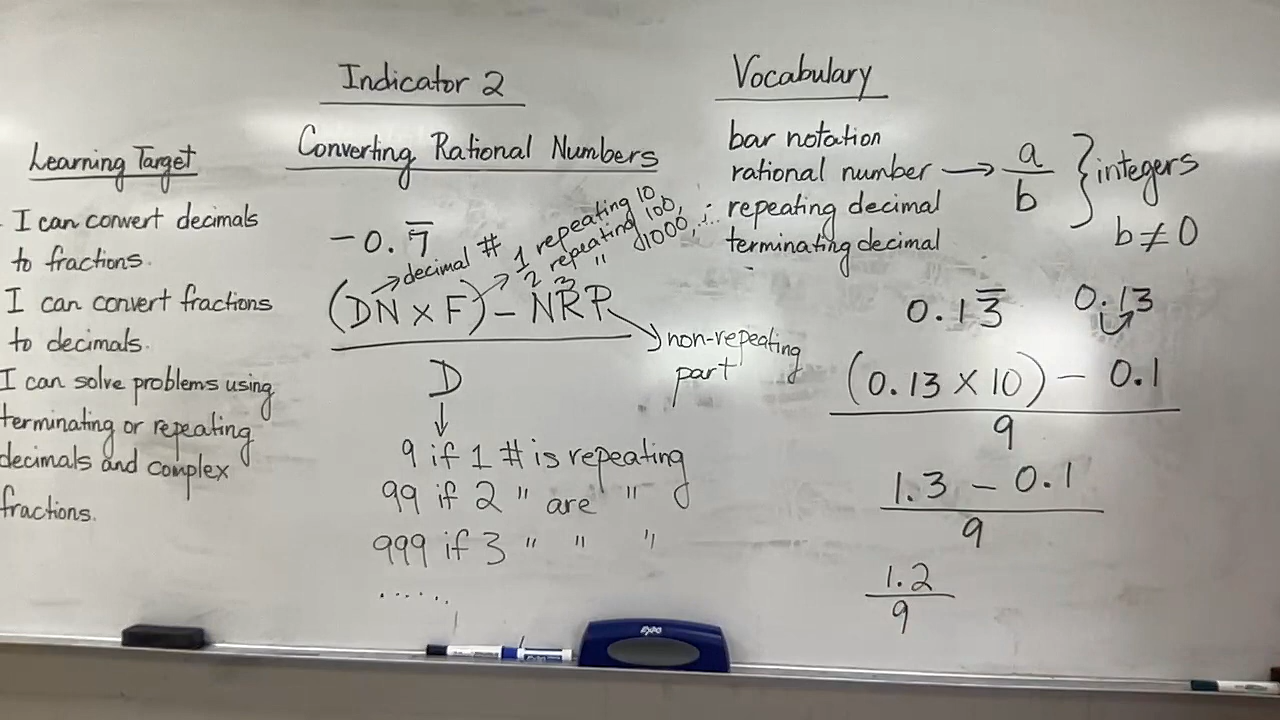 Indicator 2
Converting Rational Numbers
Learning Target
I can convert decimals
to fractions.
I can convert fractions
to decimals.
I can solve problems using
terminating or repeating
decimals and complex
fractions.
-0.7̅
→ decimal #
→ 1 repeating 10
2 repeating 100,
3 " 1000, ...
(DN x F) - NRP
non-repeating
part
D
↓
9 if 1 # is repeating
99 if 2 " are "
999 if 3 " " "
......
Vocabulary
bar notation
rational number → a/b } integers
b ≠ 0
repeating decimal
terminating decimal
0.13̅ 0.13
(0.13 x 10) - 0.1
9
1.3 - 0.1
9
1.2
9
EXPO